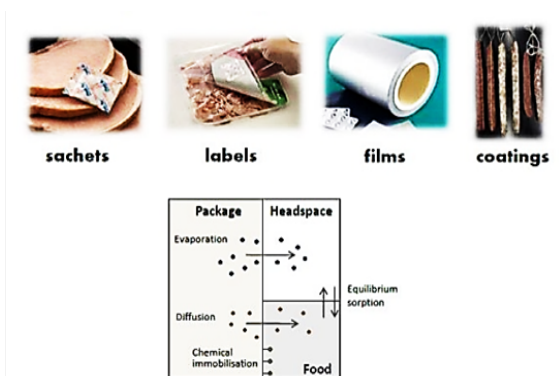 sachets
labels
films
coatings
Package
Headspace
Evaporation
Equilibrium
sorption
Diffusion
Chemical
immobilisation
Food